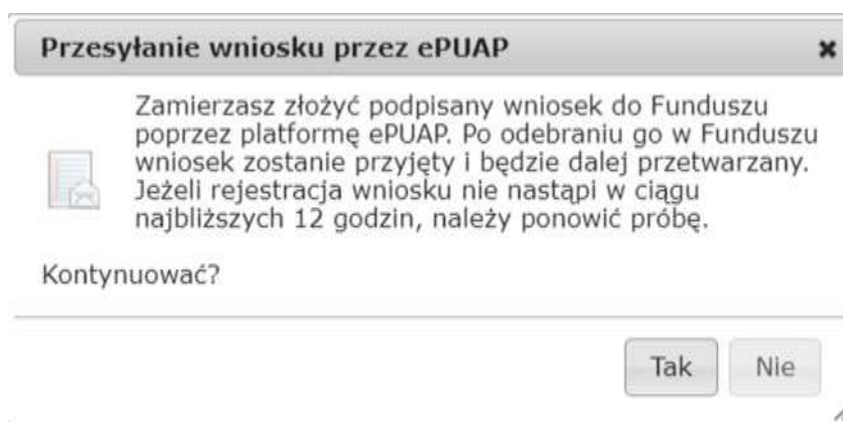 Przesyłanie wniosku przez ePUAP
Zamierzasz złożyć podpisany wniosek do Funduszu
poprzez platformę ePUAP. Po odebraniu go w Funduszu
wniosek zostanie przyjęty i będzie dalej przetwarzany.
Jeżeli rejestracja wniosku nie nastąpi w ciągu
najbliższych 12 godzin, należy ponowić próbę.
Kontynuować?
Tak Nie